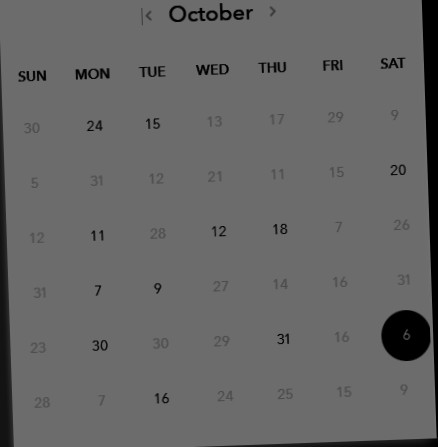 |< October >
SUN MON TUE WED THU FRI SAT
30 24 15 13 17 29 9
5 31 12 21 11 15 20
12 11 28 12 18 7 26
31 7 9 27 14 16 31
23 30 30 29 31 16 6
28 7 16 24 25 15 9